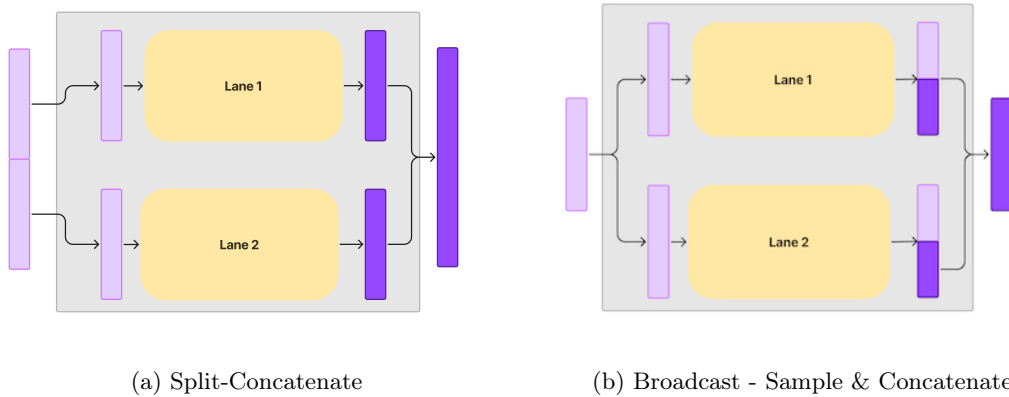 Lane 1
Lane 2
Lane 1
Lane 2
(a) Split-Concatenate
(b) Broadcast - Sample & Concatenate